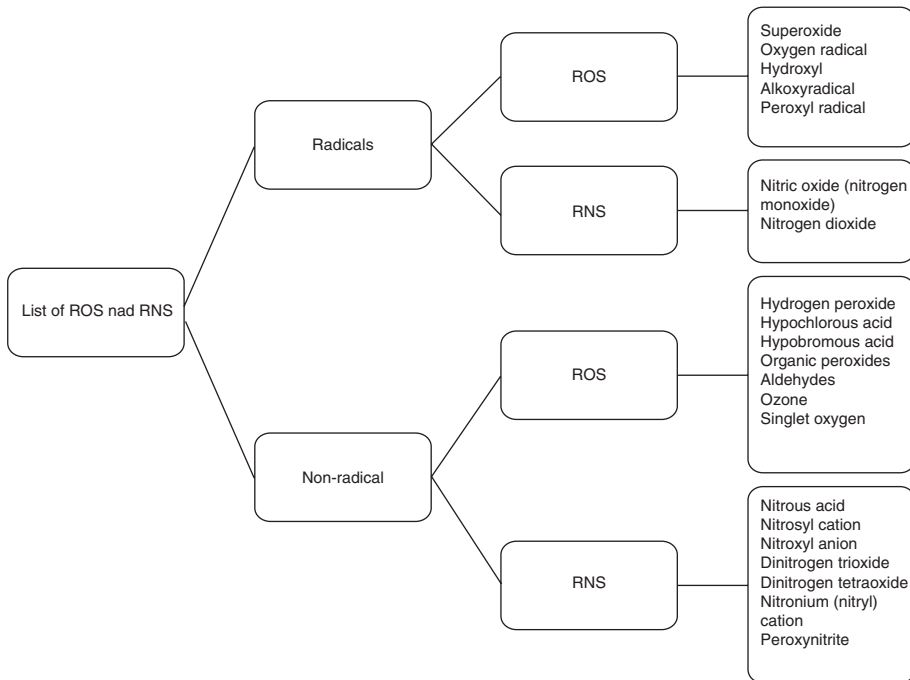 List of ROS nad RNS
Radicals
ROS
Superoxide
Oxygen radical
Hydroxyl
Alkoxyradical
Peroxyl radical
RNS
Nitric oxide (nitrogen
monoxide)
Nitrogen dioxide
Non-radical
ROS
Hydrogen peroxide
Hypochlorous acid
Hypobromous acid
Organic peroxides
Aldehydes
Ozone
Singlet oxygen
RNS
Nitrous acid
Nitrosyl cation
Nitroxyl anion
Dinitrogen trioxide
Dinitrogen tetraoxide
Nitronium (nitryl)
cation
Peroxynitrite